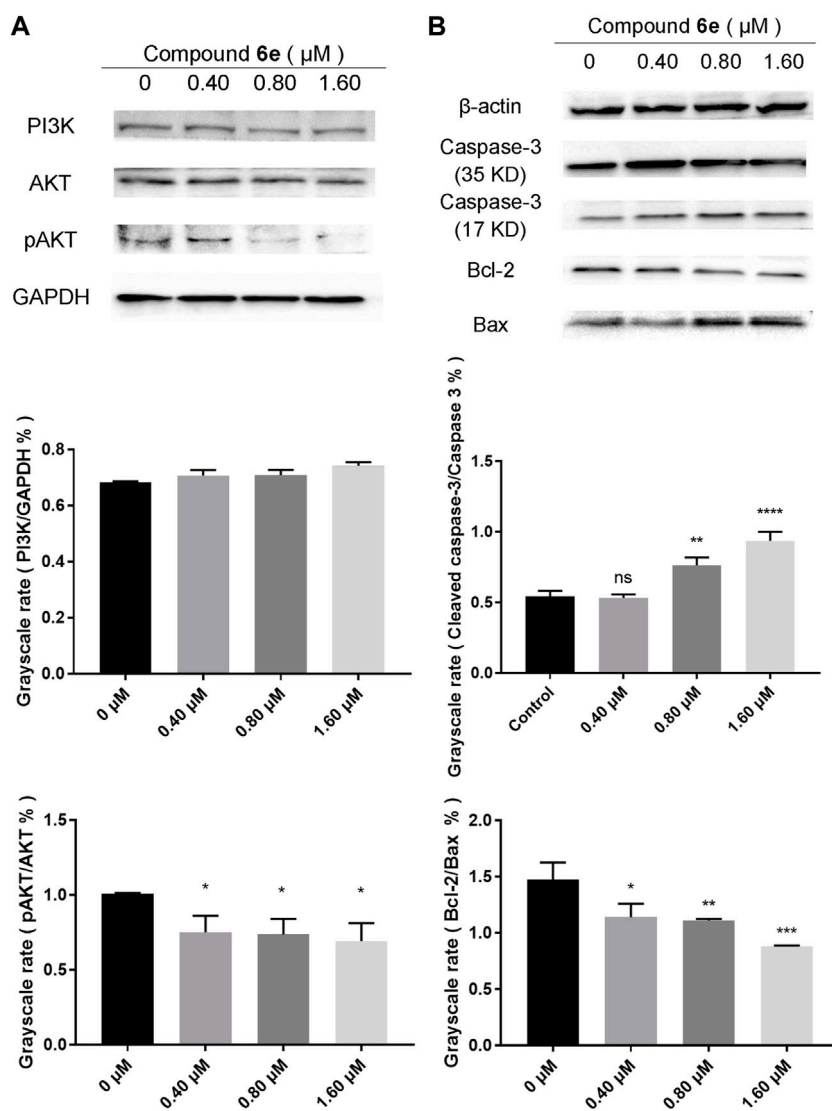 A
Compound 6e ( μM )
0 0.40 0.80 1.60
PI3K
AKT
pAKT
GAPDH
B
Compound 6e ( μM )
0 0.40 0.80 1.60
β-actin
Caspase-3
(35 KD)
Caspase-3
(17 KD)
Bcl-2
Bax
Grayscale rate ( PI3K/GAPDH % )
0.8
0.6
0.4
0.2
0.0
0 μM
0.40 μM
0.80 μM
1.60 μM
Grayscale rate ( Cleaved caspase-3/Caspase 3 % )
1.5
1.0
0.5
0.0
ns
**
****
Control
0.40 μM
0.80 μM
1.60 μM
Grayscale rate ( pAKT/AKT % )
1.5
1.0
0.5
0.0
* * *
0 μM
0.40 μM
0.80 μM
1.60 μM
Grayscale rate ( Bcl-2/Bax % )
2.0
1.5
1.0
0.5
0.0
*
**
***
0 μM
0.40 μM
0.80 μM
1.60 μM